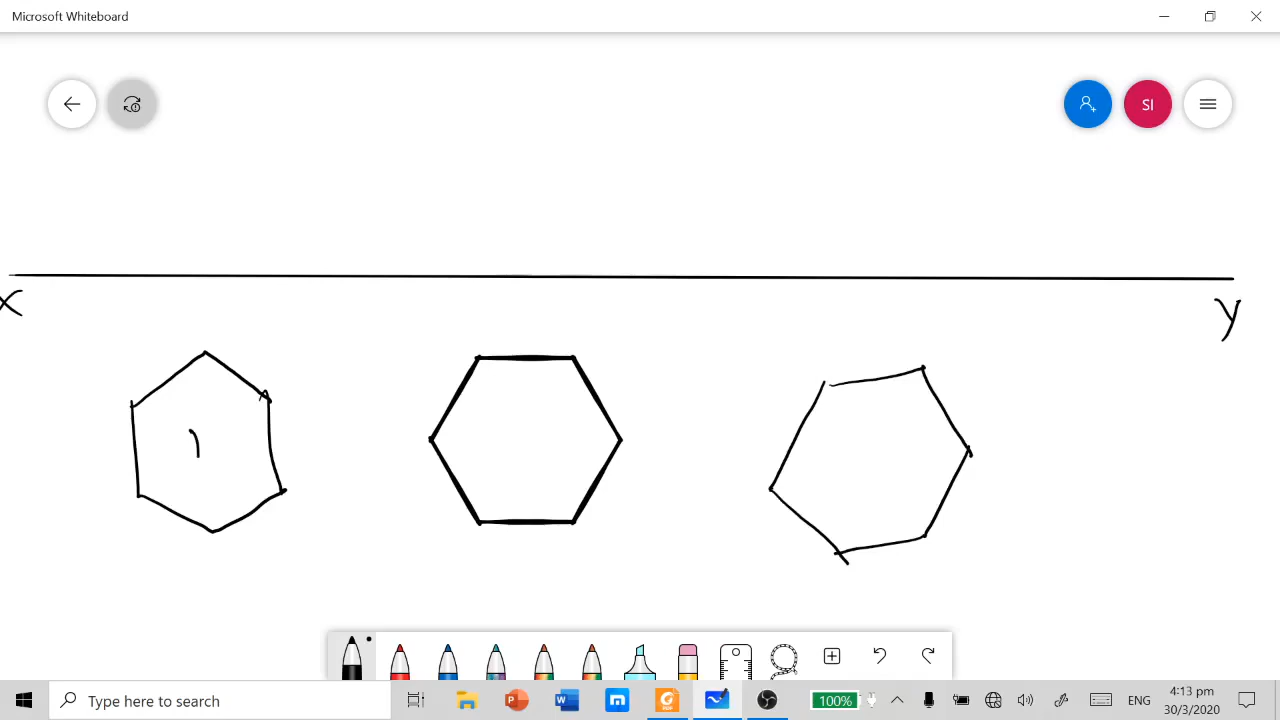 Microsoft Whiteboard
SI
x
y
1
Type here to search
100%
ENG
4:13 pm
30/3/2020